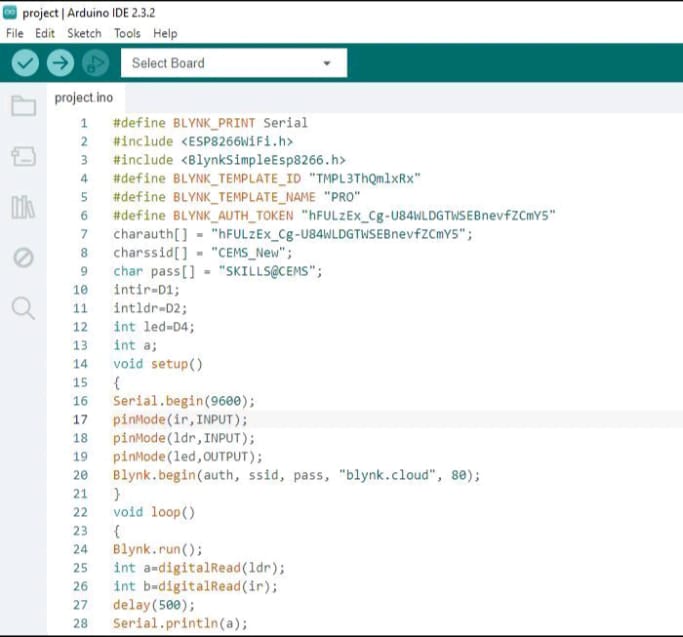 project | Arduino IDE 2.3.2
File Edit Sketch Tools Help
Select Board
project.ino
1 #define BLYNK_PRINT Serial
2 #include <ESP8266WiFi.h>
3 #include <BlynkSimpleEsp8266.h>
4 #define BLYNK_TEMPLATE_ID "TMPL3ThQmlxRx"
5 #define BLYNK_TEMPLATE_NAME "PRO"
6 #define BLYNK_AUTH_TOKEN "hFULzEx_Cg-U84WLDGTWSEBnevfZCmY5"
7 charauth[] = "hFULzEx_Cg-U84WLDGTWSEBnevfZCmY5";
8 charssid[] = "CEMS_New";
9 char pass[] = "SKILLS@CEMS";
10 intir=D1;
11 intldr=D2;
12 int led=D4;
13 int a;
14 void setup()
15 {
16 Serial.begin(9600);
17 pinMode(ir,INPUT);
18 pinMode(ldr,INPUT);
19 pinMode(led,OUTPUT);
20 Blynk.begin(auth, ssid, pass, "blynk.cloud", 80);
21 }
22 void loop()
23 {
24 Blynk.run();
25 int a=digitalRead(ldr);
26 int b=digitalRead(ir);
27 delay(500);
28 Serial.println(a);